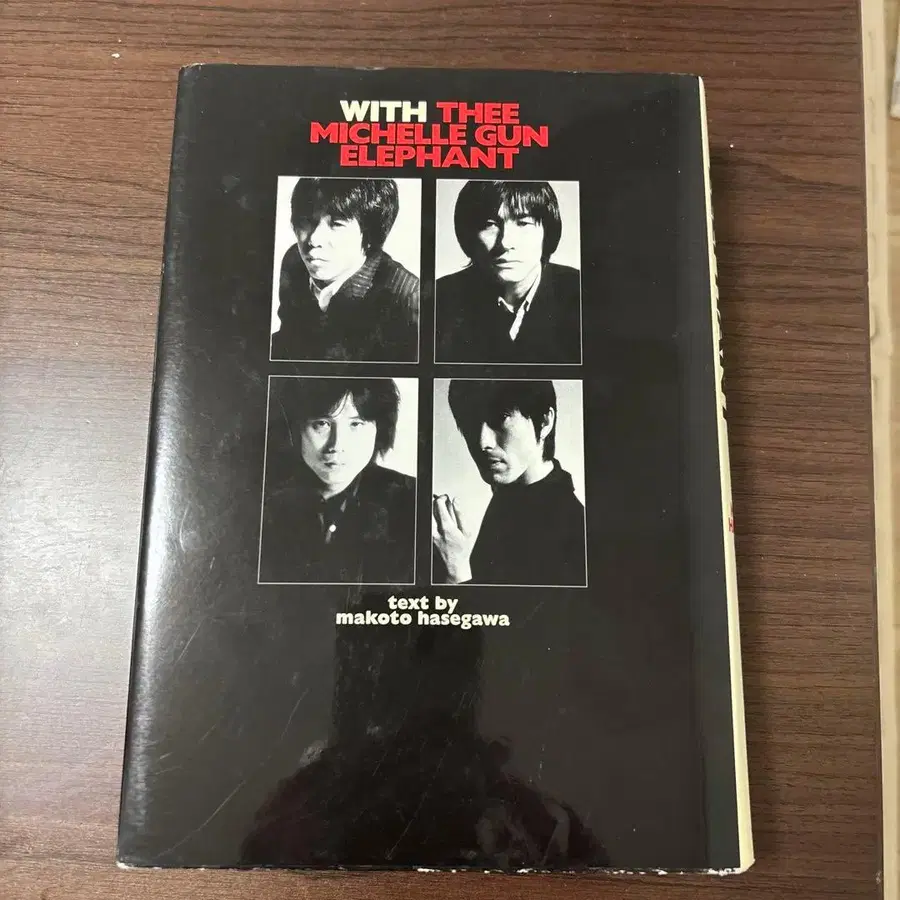 WITH THEE
MICHELLE GUN
ELEPHANT
text by
makoto hasegawa